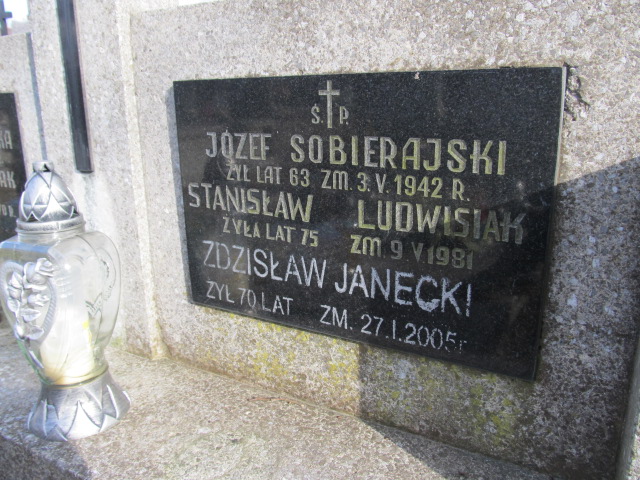 Ś. P.
JÓZEF SOBIERAJSKI
ŻYŁ LAT 63 ZM. 3.V.1942 R.
STANISŁAW LUDWISIAK
ŻYŁA LAT 75 ZM 9 V 1981
ZDZISŁAW JANECKI
ŻYŁ 70 LAT ZM. 27.I.2005r